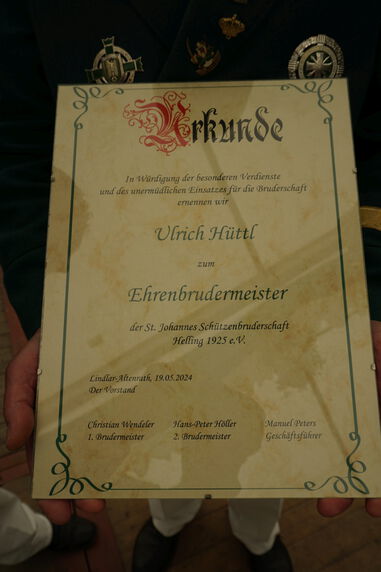 Urkunde
In Würdigung der besonderen Verdienste
und des unermüdlichen Einsatzes für die Bruderschaft
ernennen wir
Ulrich Hüttl
zum
Ehrenbrudermeister
der St. Johannes Schützenbruderschaft
Helling 1925 e.V.
Lindlar-Altenrath, 19.05.2024
Der Vorstand
Christian Wendeler Hans-Peter Höller Manuel Peters
1. Brudermeister 2. Brudermeister Geschäftsführer